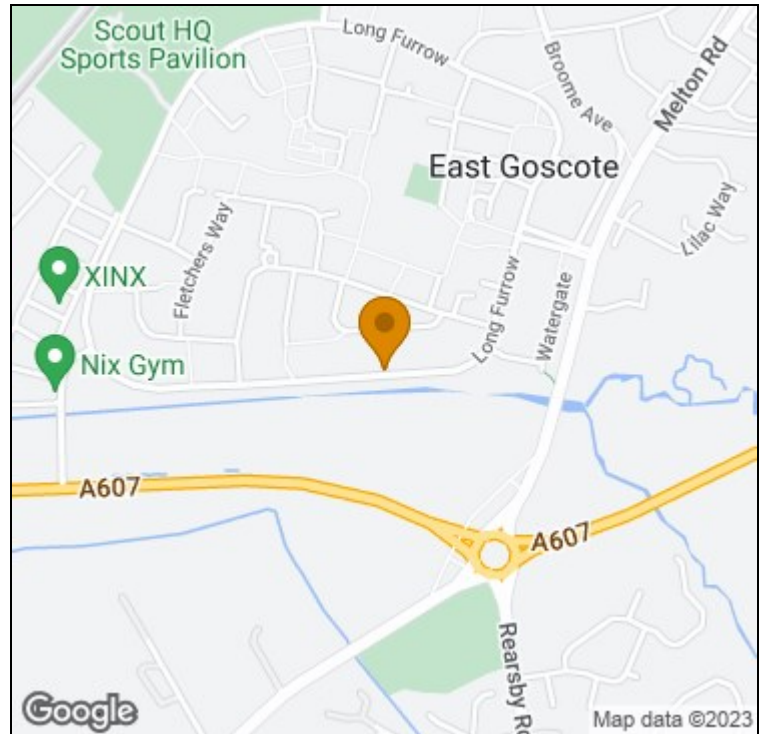 Scout HQ
Sports Pavilion
Long Furrow
Broome Ave
Melton Rd
East Goscote
Lilac Way
Fletchers Way
XINX
Long Furrow
Watergate
Nix Gym
A607
A607
Rearsby Ro
Google
Map data ©2023